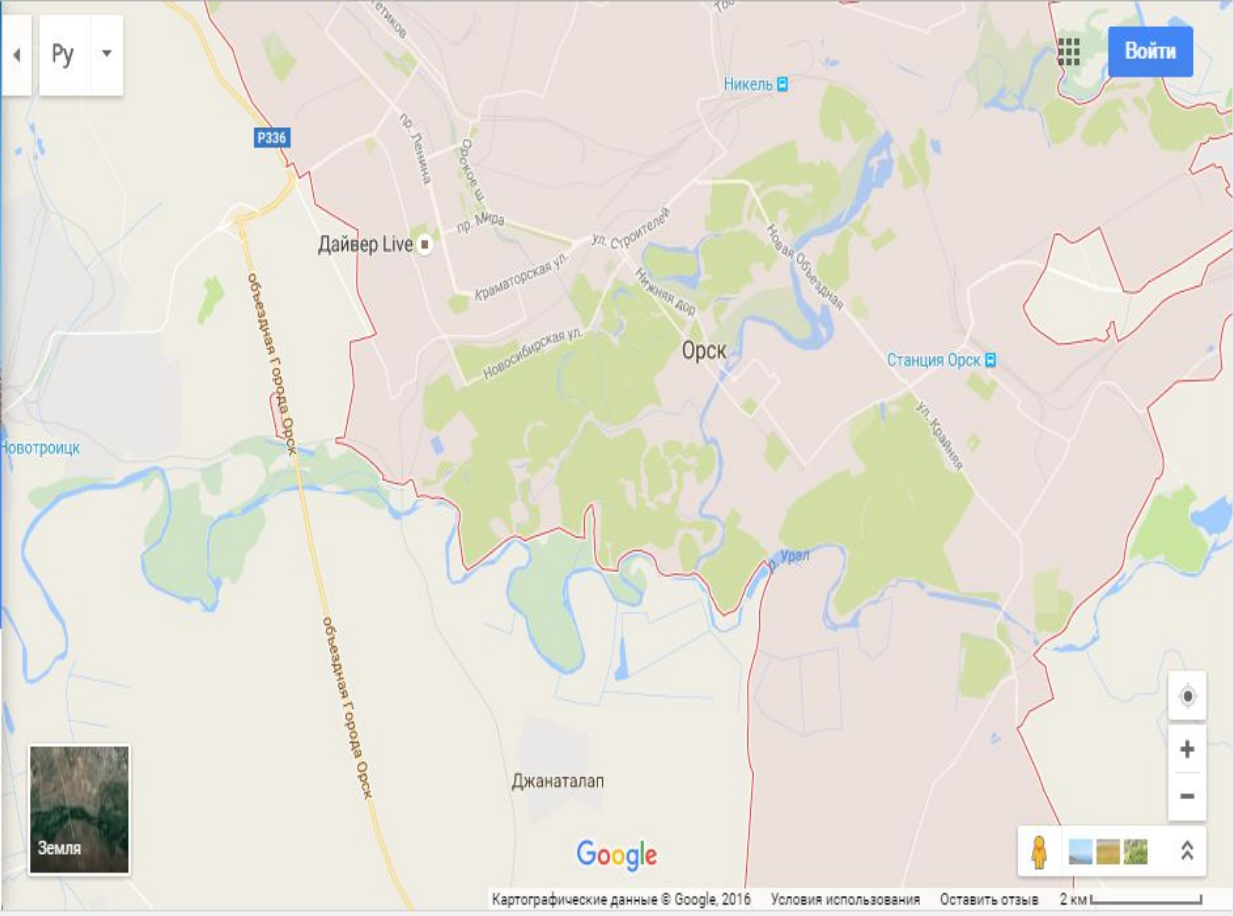 Ру
Войти
Никель
Р336
пр. Ленина
Орское ш.
пр. Мира
Дайвер Live
ул. Строителей
Краматорская ул.
Нижняя дор
Новая Объездная
Новосибирская ул.
Орск
Станция Орск
ул. Крайняя
объездная Города Орск
Новотроицк
р. Урал
объездная Города Орск
Джаналатап
Земля
Google
Картографические данные © Google, 2016 Условия использования Оставить отзыв 2 км